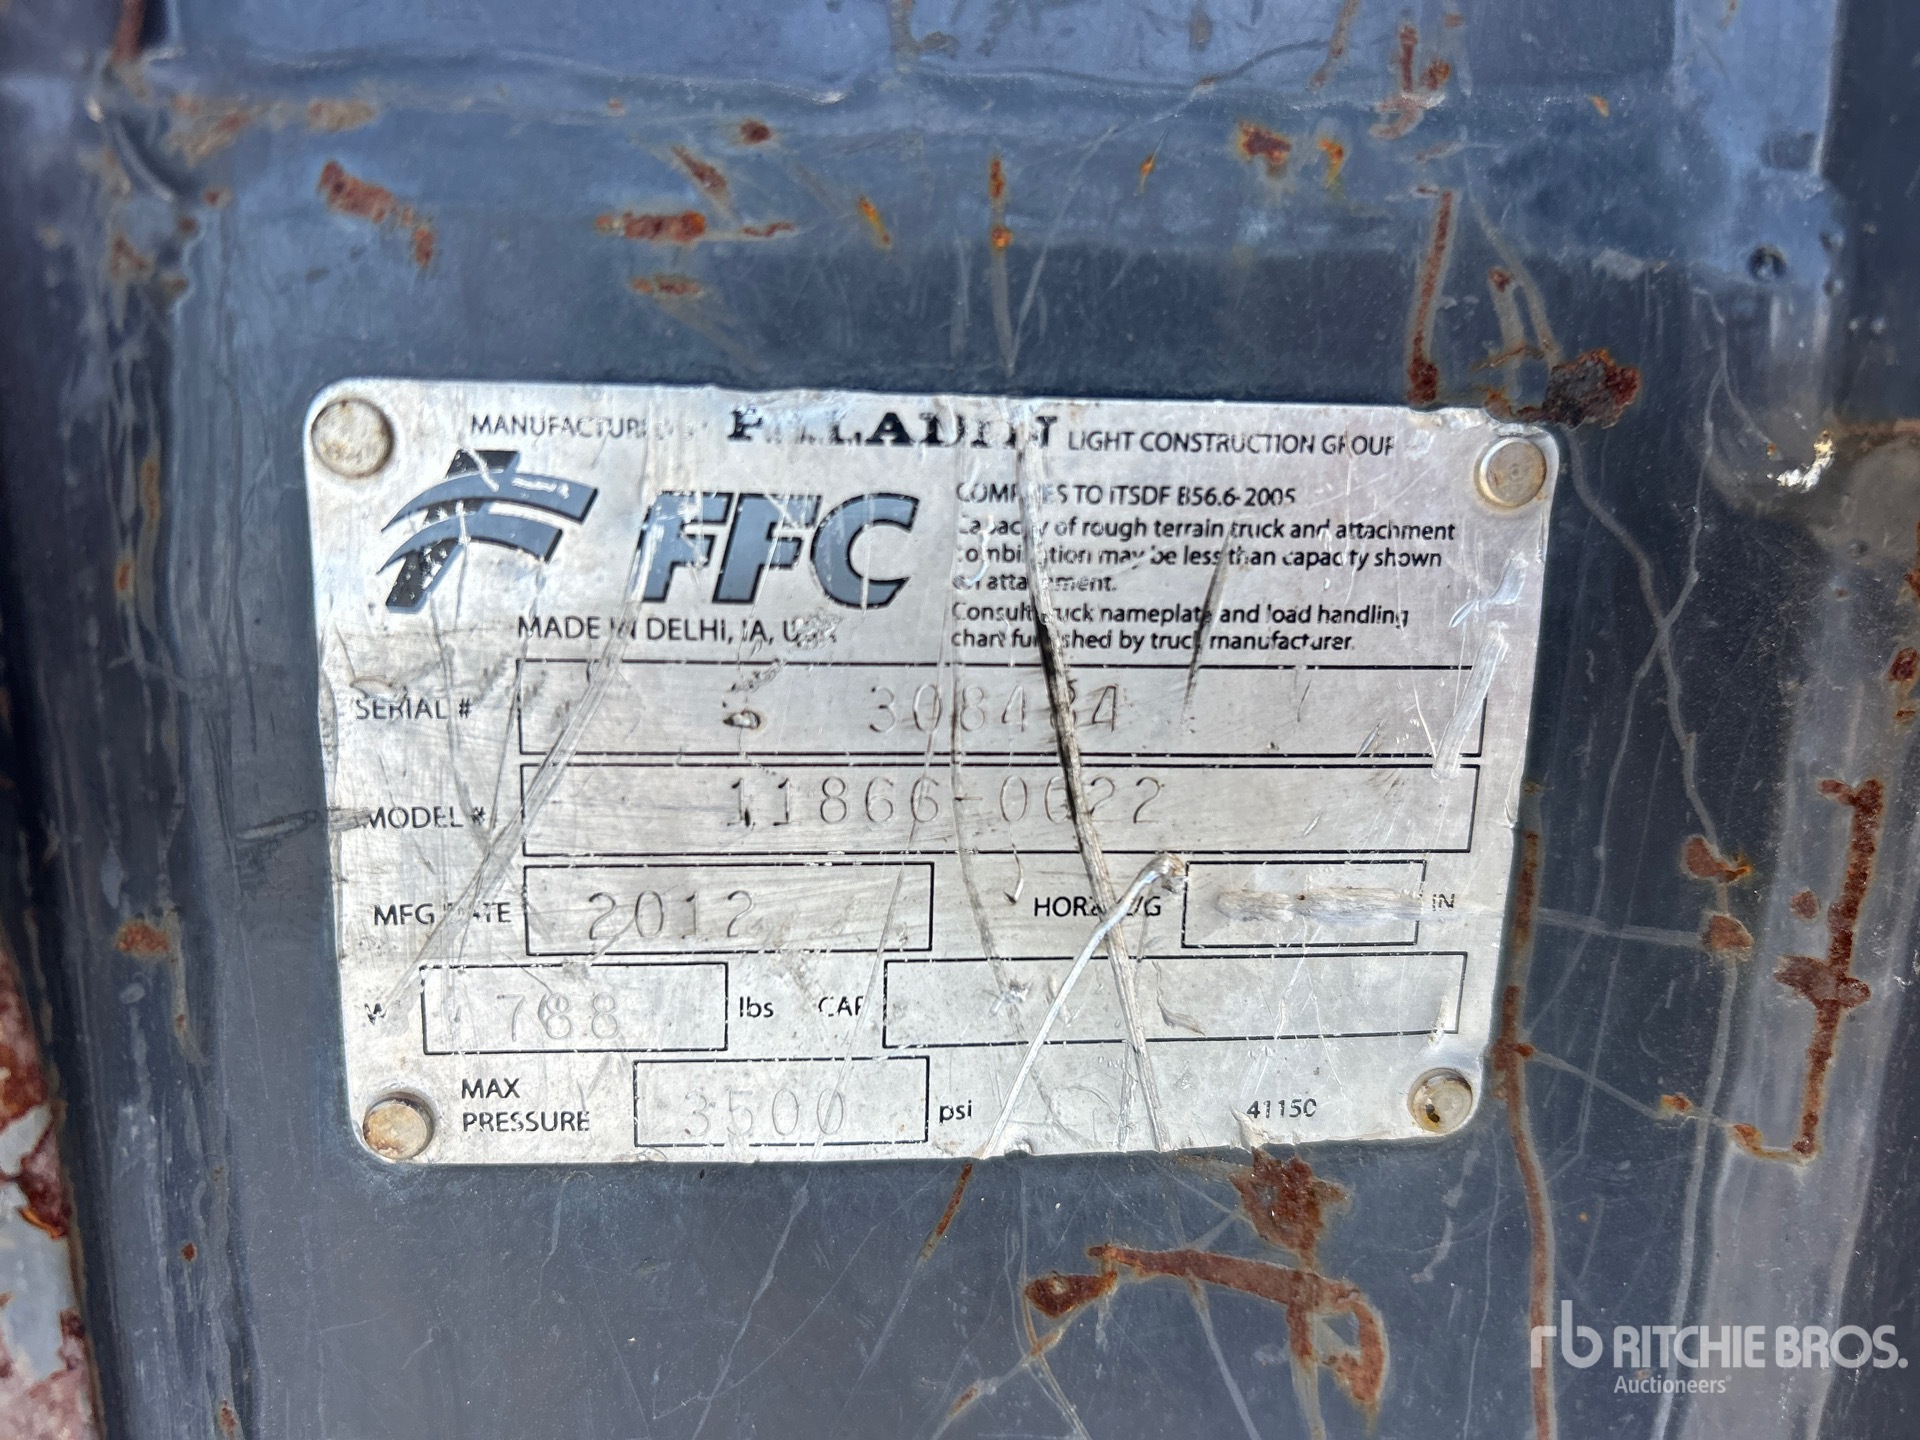 MANUFACTURED BY PALADIN LIGHT CONSTRUCTION GROUP
FFC
COMPLIES TO ITSDF B56.6-2005
Capacity of rough terrain truck and attachment
combination may be less than capacity shown
on attachment.
Consult truck nameplate and load handling
chart furnished by truck manufacturer.
MADE IN DELHI, IA, USA
SERIAL #
MODEL # 11866-0622
MFG DATE 2012 IN
788 lbs CAP
MAX
PRESSURE 3500 psi 41150
rb RITCHIE BROS.
Auctioneers